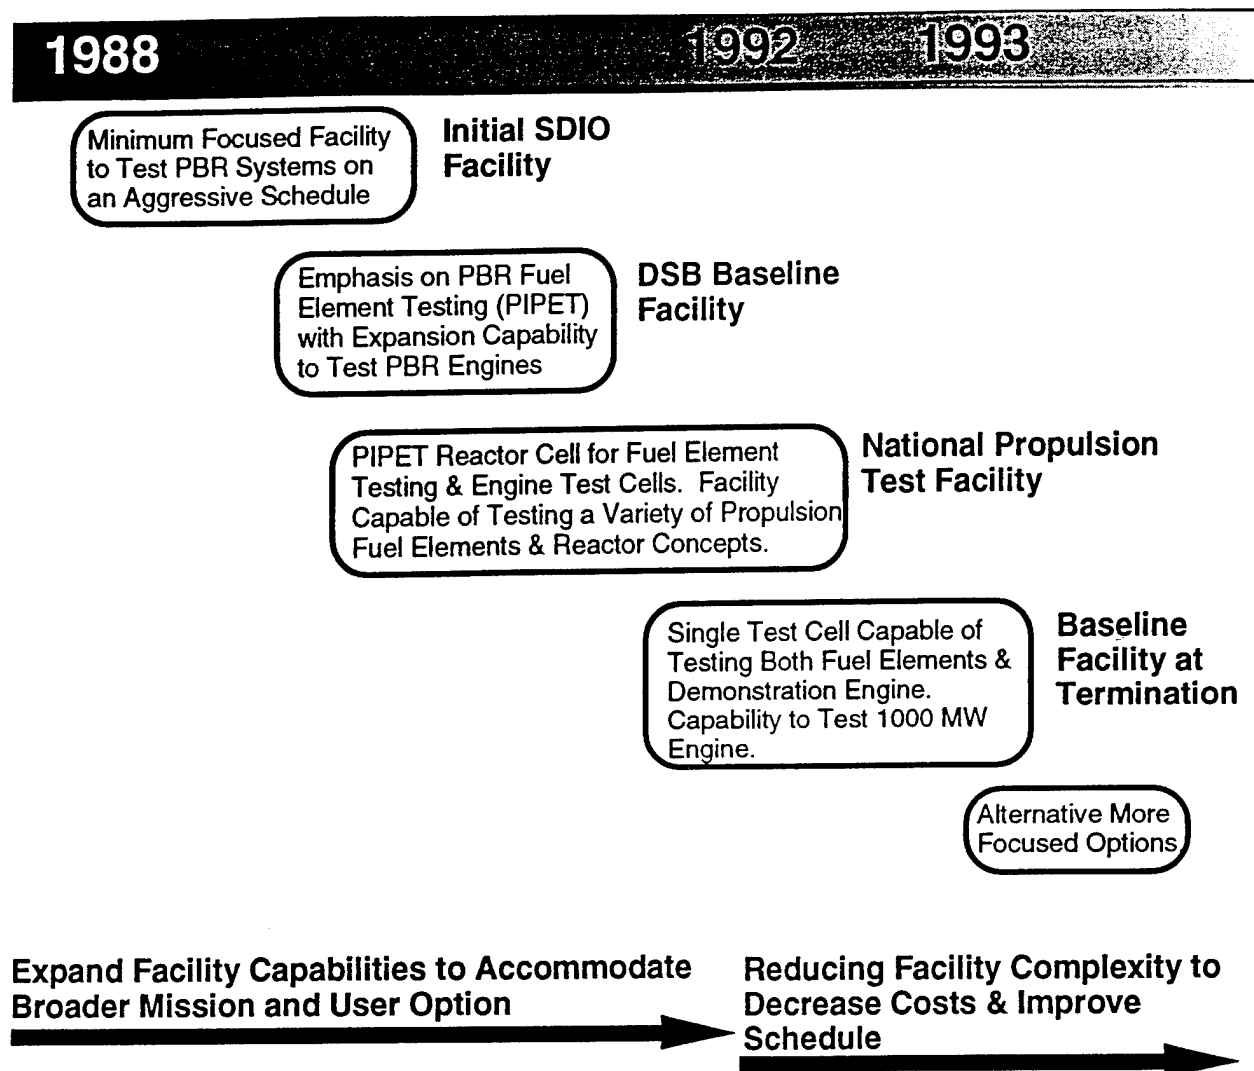 1988 1992 1993
Minimum Focused Facility
to Test PBR Systems on
an Aggressive Schedule
Initial SDIO
Facility
Emphasis on PBR Fuel
Element Testing (PIPET)
with Expansion Capability
to Test PBR Engines
DSB Baseline
Facility
PIPET Reactor Cell for Fuel Element
Testing & Engine Test Cells. Facility
Capable of Testing a Variety of Propulsion
Fuel Elements & Reactor Concepts.
National Propulsion
Test Facility
Single Test Cell Capable of
Testing Both Fuel Elements &
Demonstration Engine.
Capability to Test 1000 MW
Engine.
Baseline
Facility at
Termination
Alternative More
Focused Options
Expand Facility Capabilities to Accommodate
Broader Mission and User Option
Reducing Facility Complexity to
Decrease Costs & Improve
Schedule